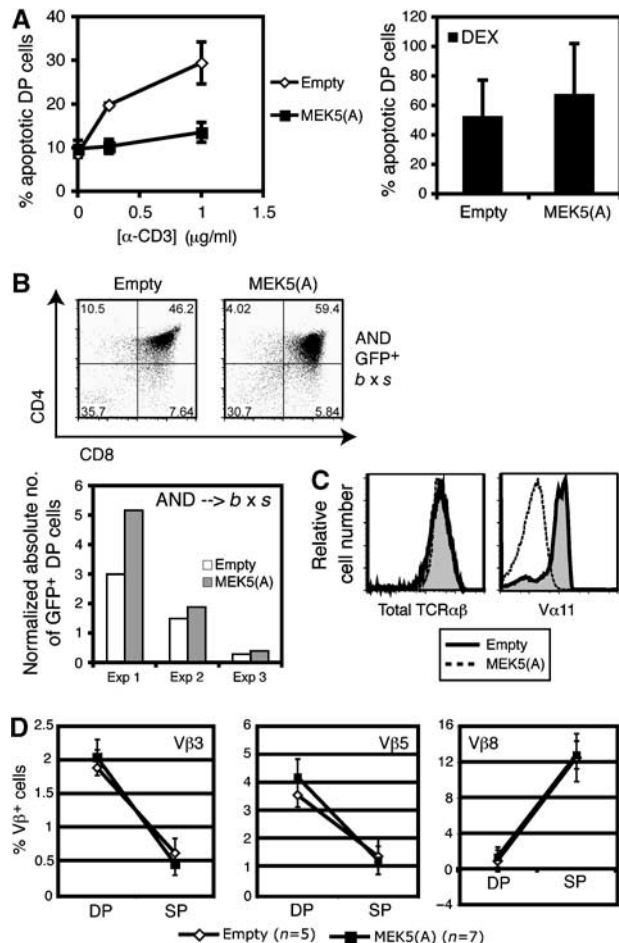 A
% apoptotic DP cells
40
30
20
10
0
0
0.5
1
1.5
[α-CD3] (μg/ml)
Empty
MEK5(A)
% apoptotic DP cells
120
100
80
60
40
20
0
DEX
Empty
MEK5(A)
B
Empty
MEK5(A)
10.5
46.2
35.7
7.64
4.02
59.4
30.7
5.84
AND
GFP+
b x s
CD4
CD8
Normalized absolute no.
of GFP+ DP cells
6
5
4
3
2
1
0
AND --> b x s
Empty
MEK5(A)
Exp 1
Exp 2
Exp 3
C
Relative
cell number
Total TCRαβ
Vα11
Empty
MEK5(A)
D
% Vβ+ cells
2.5
2
1.5
1
0.5
0
Vβ3
DP
SP
6
5
4
3
2
1
0
Vβ5
DP
SP
16
12
8
4
0
−4
Vβ8
DP
SP
Empty (n=5)
MEK5(A) (n=7)